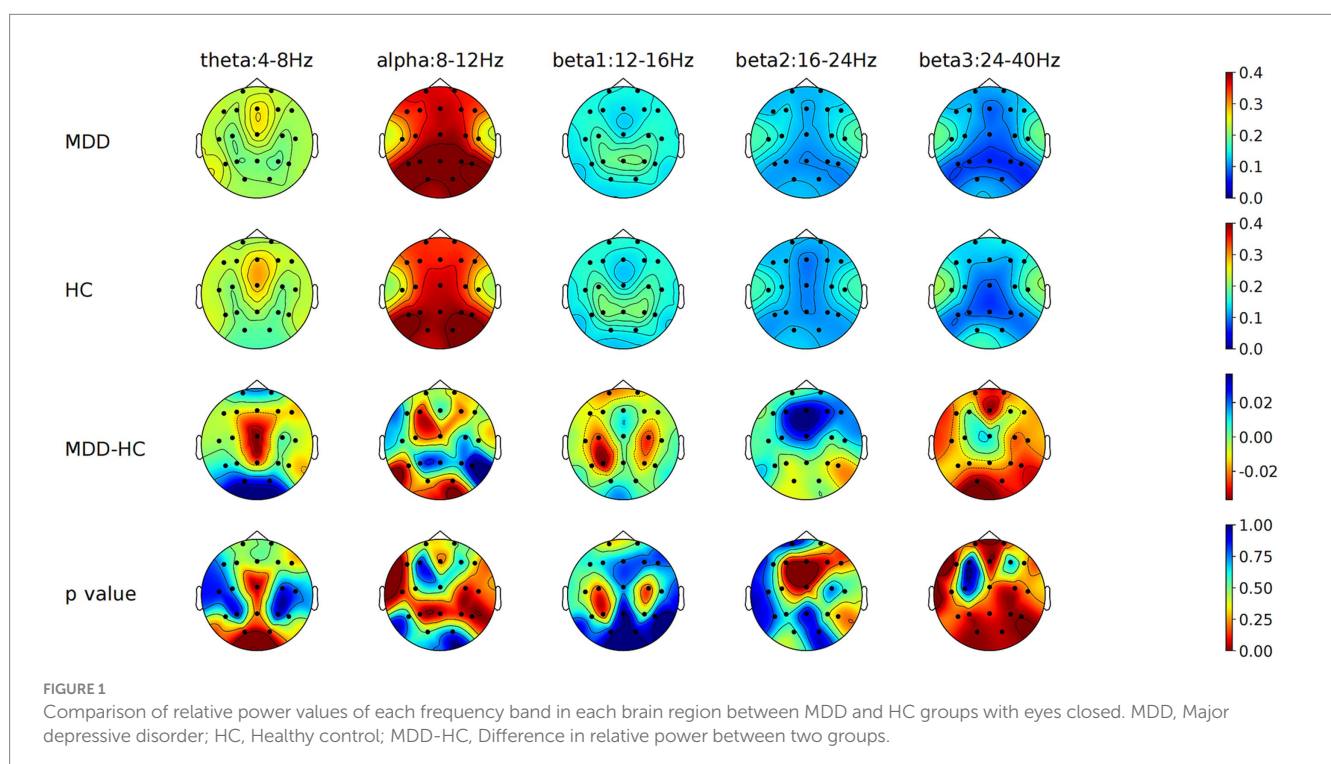 theta:4-8Hz alpha:8-12Hz beta1:12-16Hz beta2:16-24Hz beta3:24-40Hz
MDD
0.4
0.3
0.2
0.1
0.0
HC
0.4
0.3
0.2
0.1
0.0
MDD-HC
0.02
0.00
-0.02
p value
1.00
0.75
0.50
0.25
0.00
FIGURE 1
Comparison of relative power values of each frequency band in each brain region between MDD and HC groups with eyes closed. MDD, Major
depressive disorder; HC, Healthy control; MDD-HC, Difference in relative power between two groups.